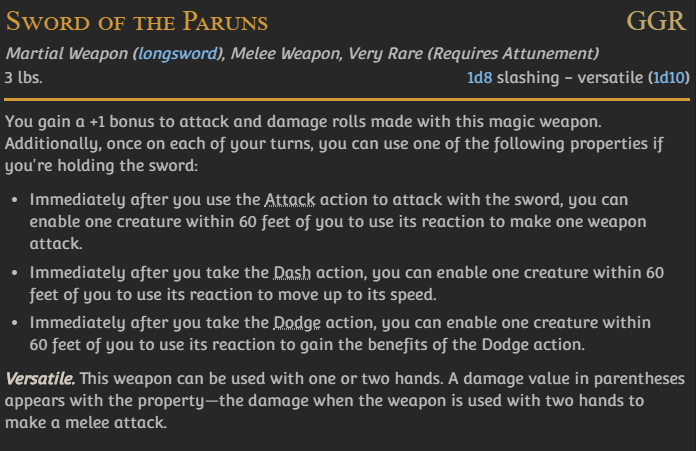 Sword of the Paruns GGR
Martial Weapon (longsword), Melee Weapon, Very Rare (Requires Attunement)
3 lbs. 1d8 slashing - versatile (1d10)
You gain a +1 bonus to attack and damage rolls made with this magic weapon.
Additionally, once on each of your turns, you can use one of the following properties if
you're holding the sword:
• Immediately after you use the Attack action to attack with the sword, you can
enable one creature within 60 feet of you to use its reaction to make one weapon
attack.
• Immediately after you take the Dash action, you can enable one creature within 60
feet of you to use its reaction to move up to its speed.
• Immediately after you take the Dodge action, you can enable one creature within
60 feet of you to use its reaction to gain the benefits of the Dodge action.
Versatile. This weapon can be used with one or two hands. A damage value in parentheses
appears with the property—the damage when the weapon is used with two hands to
make a melee attack.